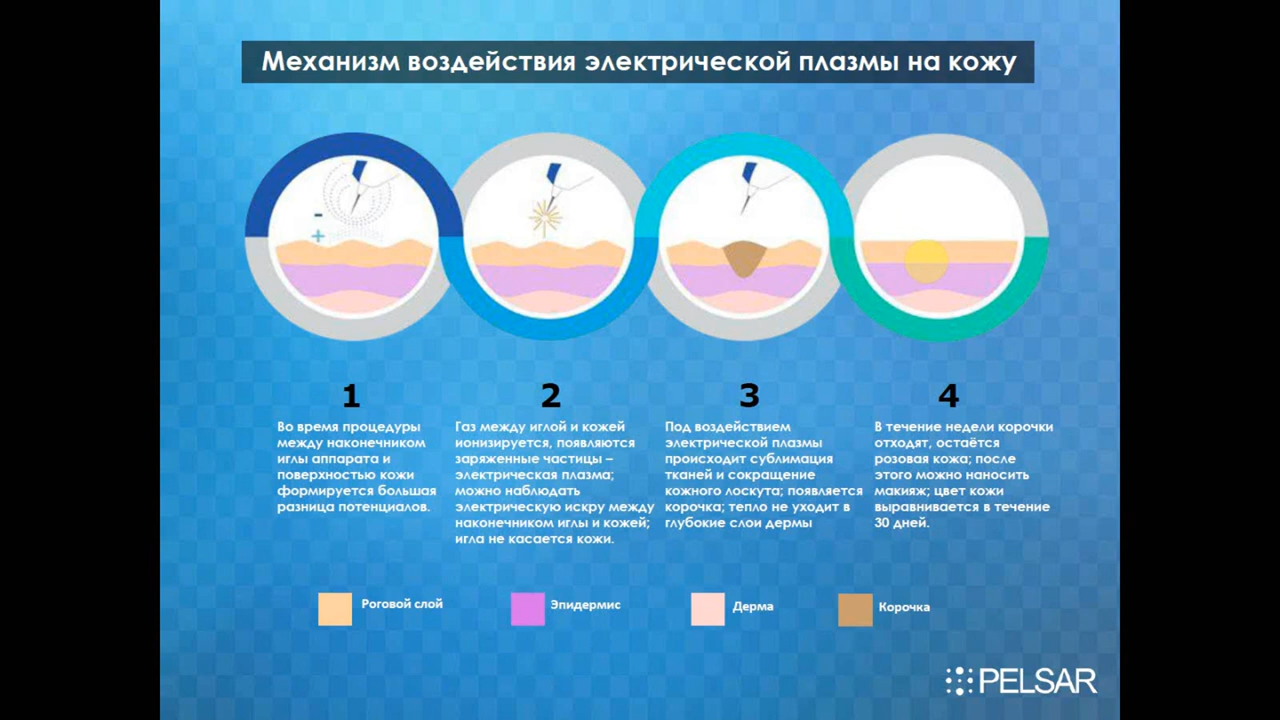 Механизм воздействия электрической плазмы на кожу
-
+
1
Во время процедуры
между наконечником
иглы аппарата и
поверхностью кожи
формируется большая
разница потенциалов.
2
Газ между иглой и кожей
ионизируется, появляются
заряженные частицы –
электрическая плазма;
можно наблюдать
электрическую искру между
наконечником иглы и кожей;
игла не касается кожи.
3
Под воздействием
электрической плазмы
происходит сублимация
тканей и сокращение
кожного лоскута; появляется
корочка; тепло не уходит в
глубокие слои дермы
4
В течение недели корочки
отходят, остаётся
розовая кожа; после
этого можно наносить
макияж; цвет кожи
выравнивается в течение
30 дней.
Роговой слой
Эпидермис
Дерма
Корочка
PELSAR